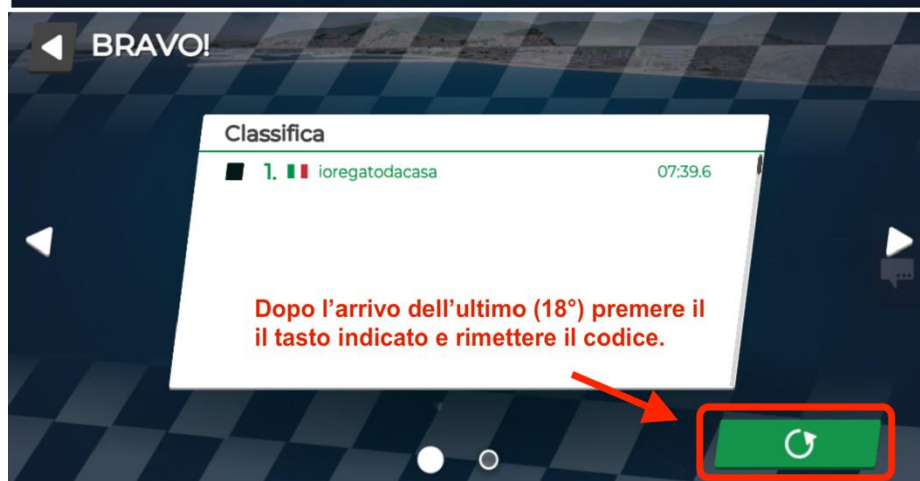 BRAVO!
Classifica
1. ioregatodacasa 07:39.6
Dopo l’arrivo dell’ultimo (18°) premere il
il tasto indicato e rimettere il codice.